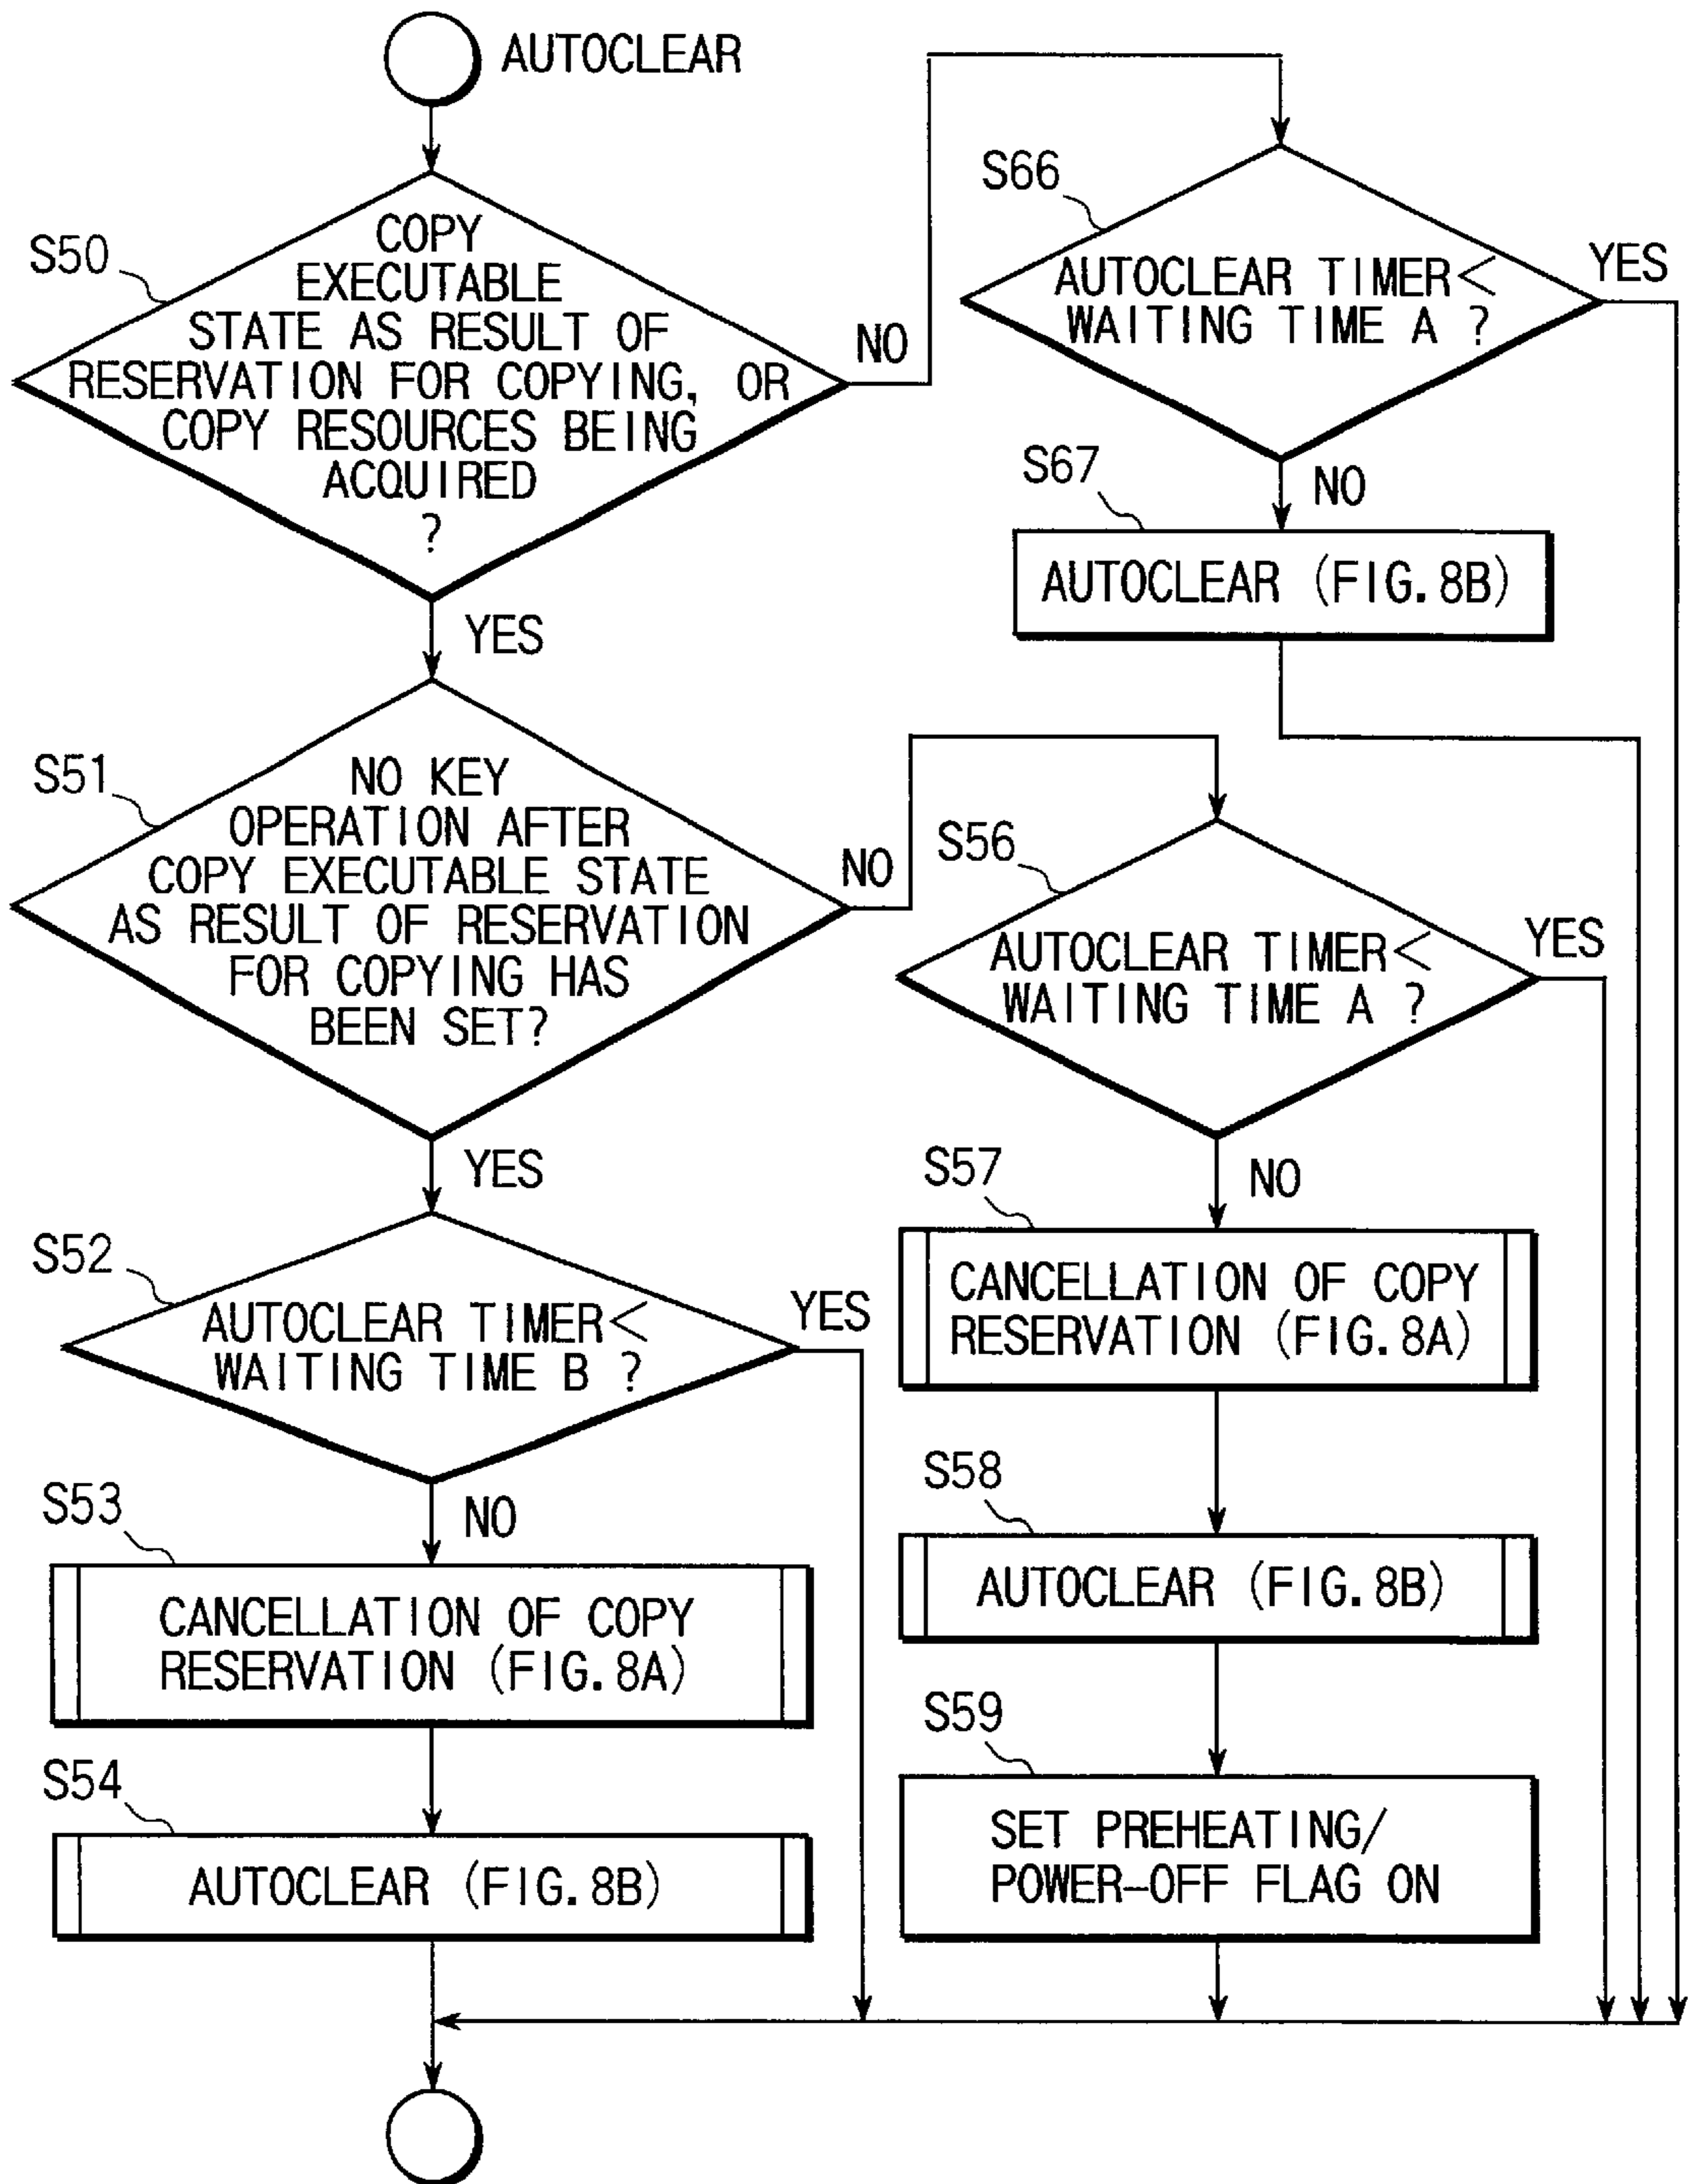 AUTOCLEAR
S50
COPY
EXECUTABLE
STATE AS RESULT OF
RESERVATION FOR COPYING, OR
COPY RESOURCES BEING
ACQUIRED
?
NO
YES
S66
AUTOCLEAR TIMER<
WAITING TIME A ?
YES
NO
S67
AUTOCLEAR (FIG. 8B)
S51
NO KEY
OPERATION AFTER
COPY EXECUTABLE STATE
AS RESULT OF RESERVATION
FOR COPYING HAS
BEEN SET?
NO
YES
S56
AUTOCLEAR TIMER<
WAITING TIME A ?
YES
NO
S52
AUTOCLEAR TIMER<
WAITING TIME B ?
YES
NO
S57
CANCELLATION OF COPY
RESERVATION (FIG. 8A)
S53
CANCELLATION OF COPY
RESERVATION (FIG. 8A)
S58
AUTOCLEAR (FIG. 8B)
S54
AUTOCLEAR (FIG. 8B)
S59
SET PREHEATING/
POWER-OFF FLAG ON